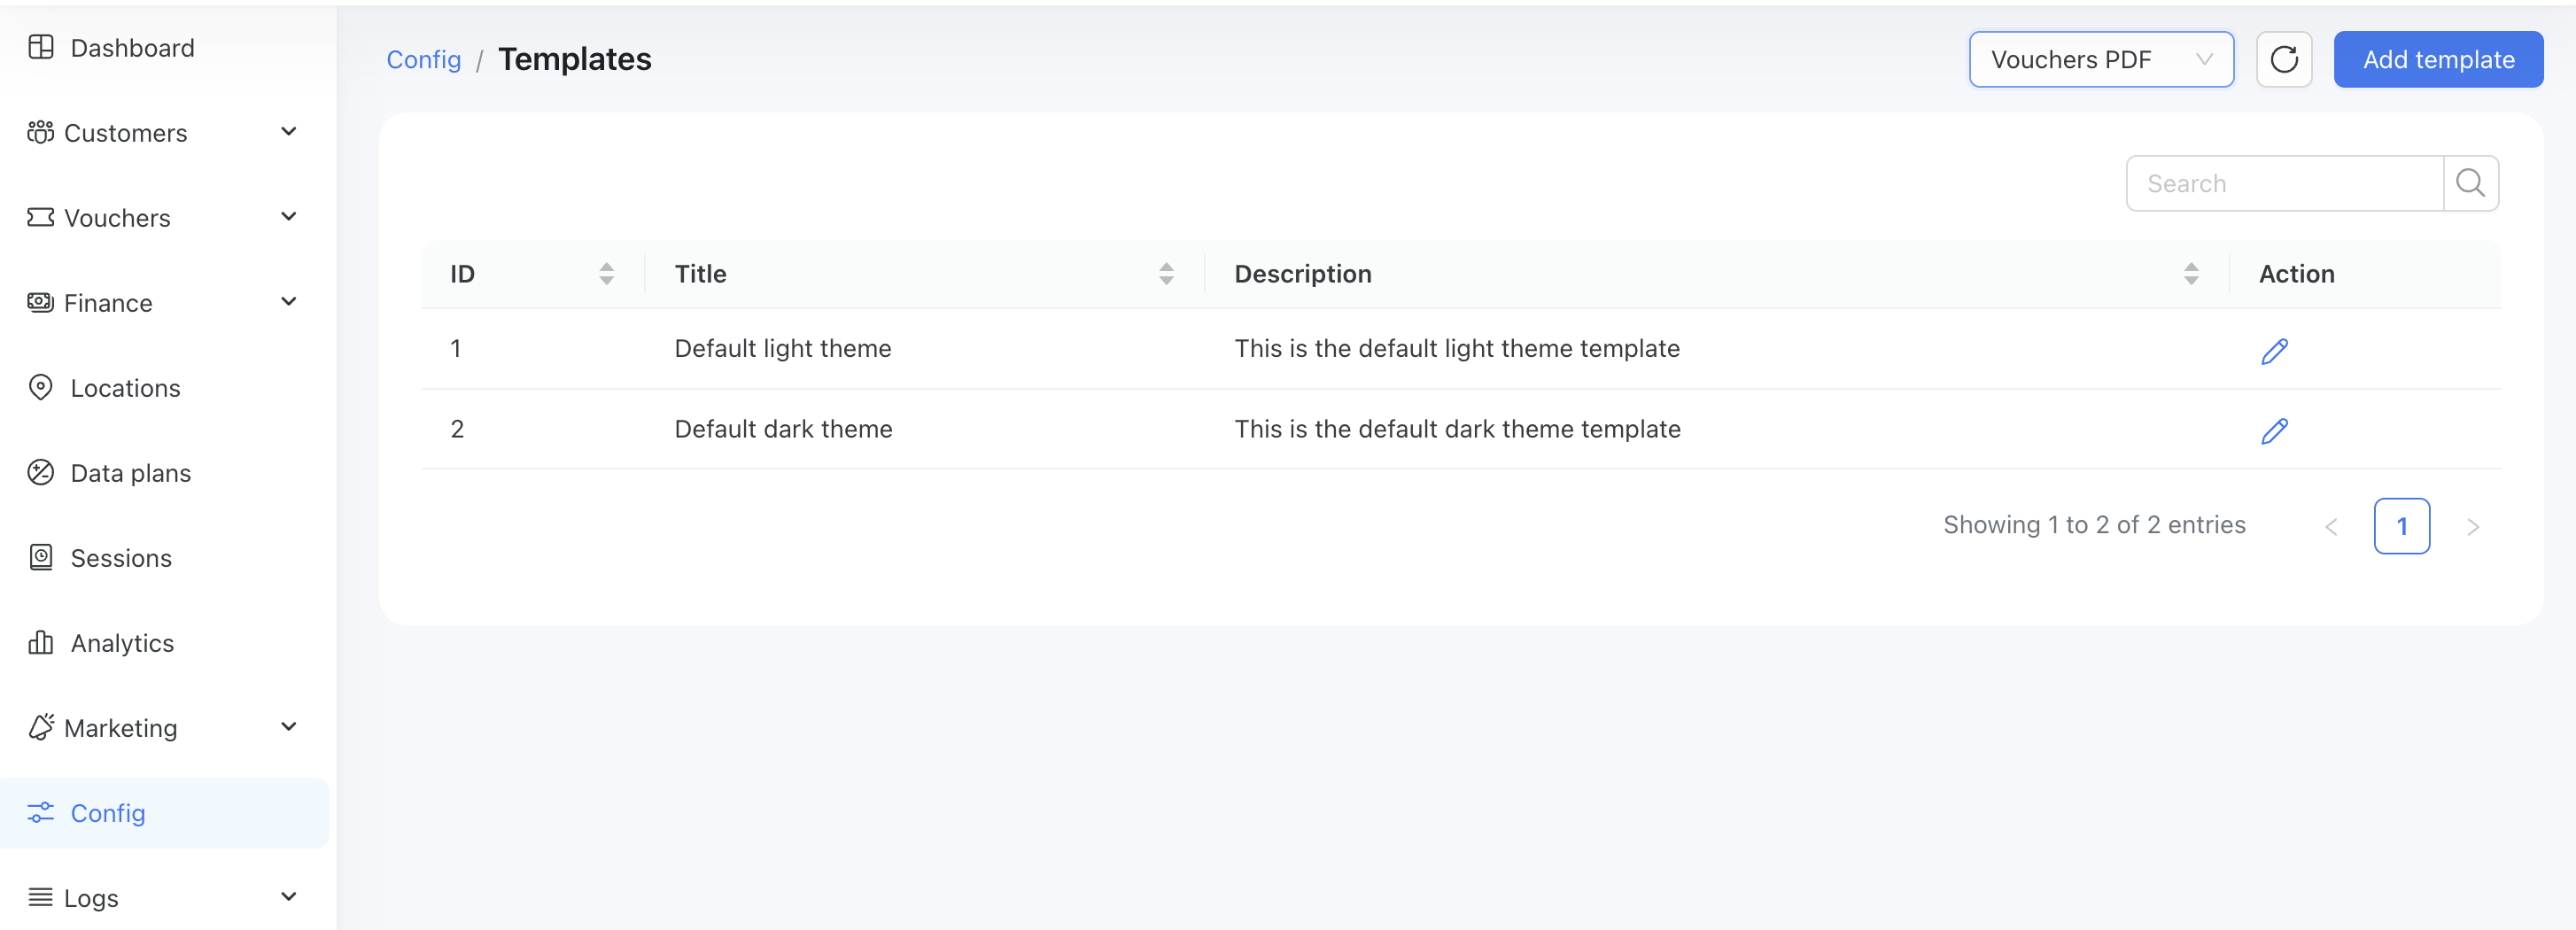 Dashboard
Customers
Vouchers
Finance
Locations
Data plans
Sessions
Analytics
Marketing
Config
Logs
Config / Templates
Vouchers PDF
Add template
Search
ID Title Description Action
1 Default light theme This is the default light theme template
2 Default dark theme This is the default dark theme template
Showing 1 to 2 of 2 entries < 1 >